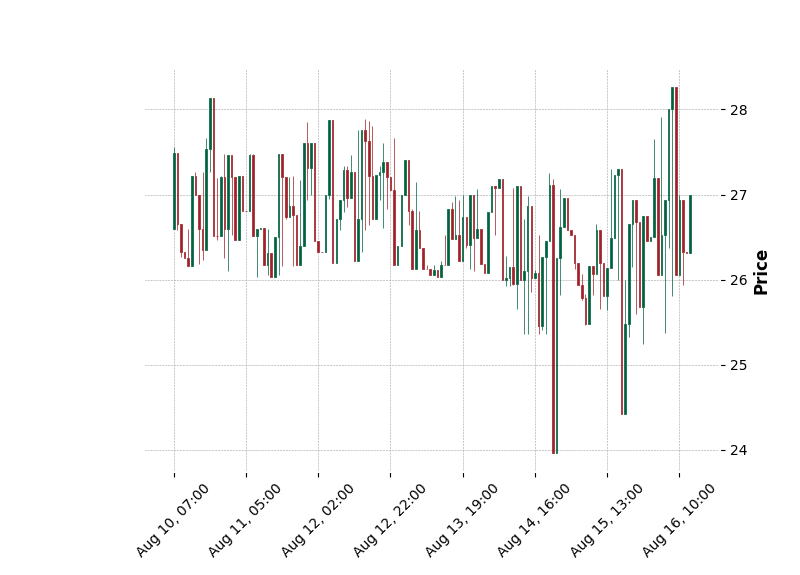 28
27
26
25
24
Price
Aug 10, 07:00
Aug 11, 05:00
Aug 12, 02:00
Aug 12, 22:00
Aug 13, 19:00
Aug 14, 16:00
Aug 15, 13:00
Aug 16, 10:00